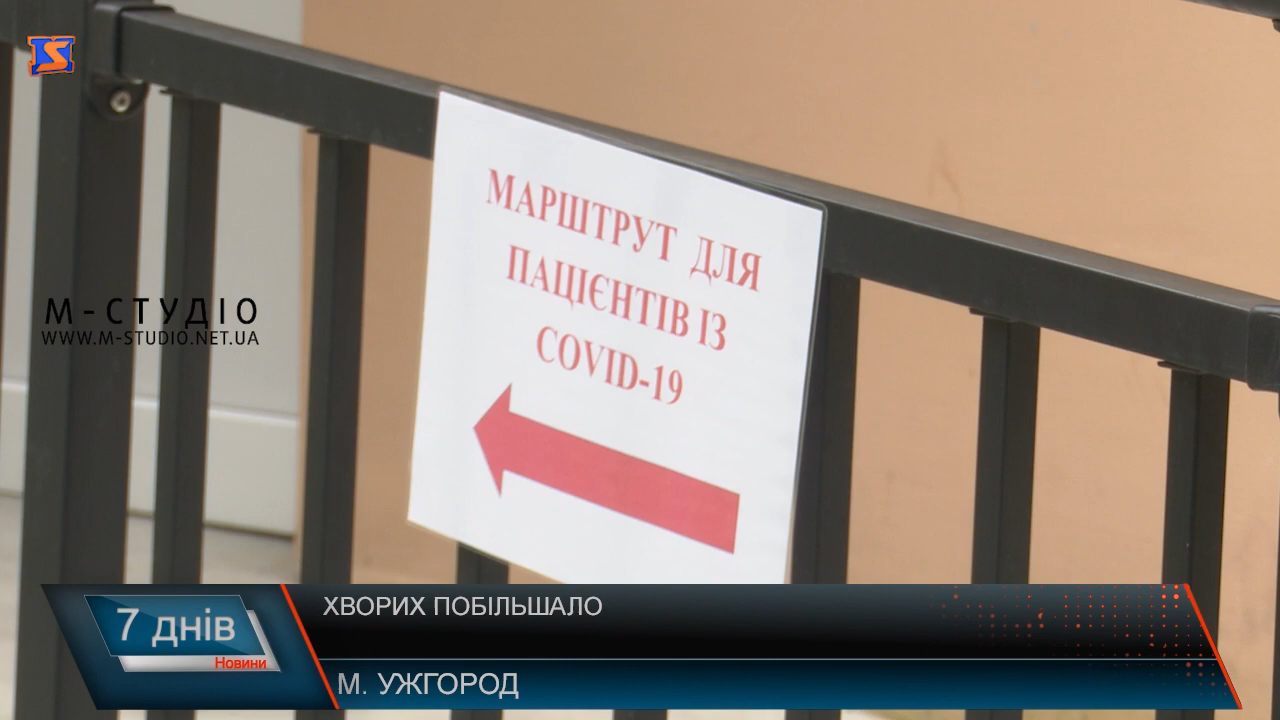 М-СТУДІО
WWW.M-STUDIO.NET.UA
МАРШТРУТ ДЛЯ
ПАЦІЄНТІВ ІЗ
COVID-19
7 днів
Новини
ХВОРИХ ПОБІЛЬШАЛО
М. УЖГОРОД